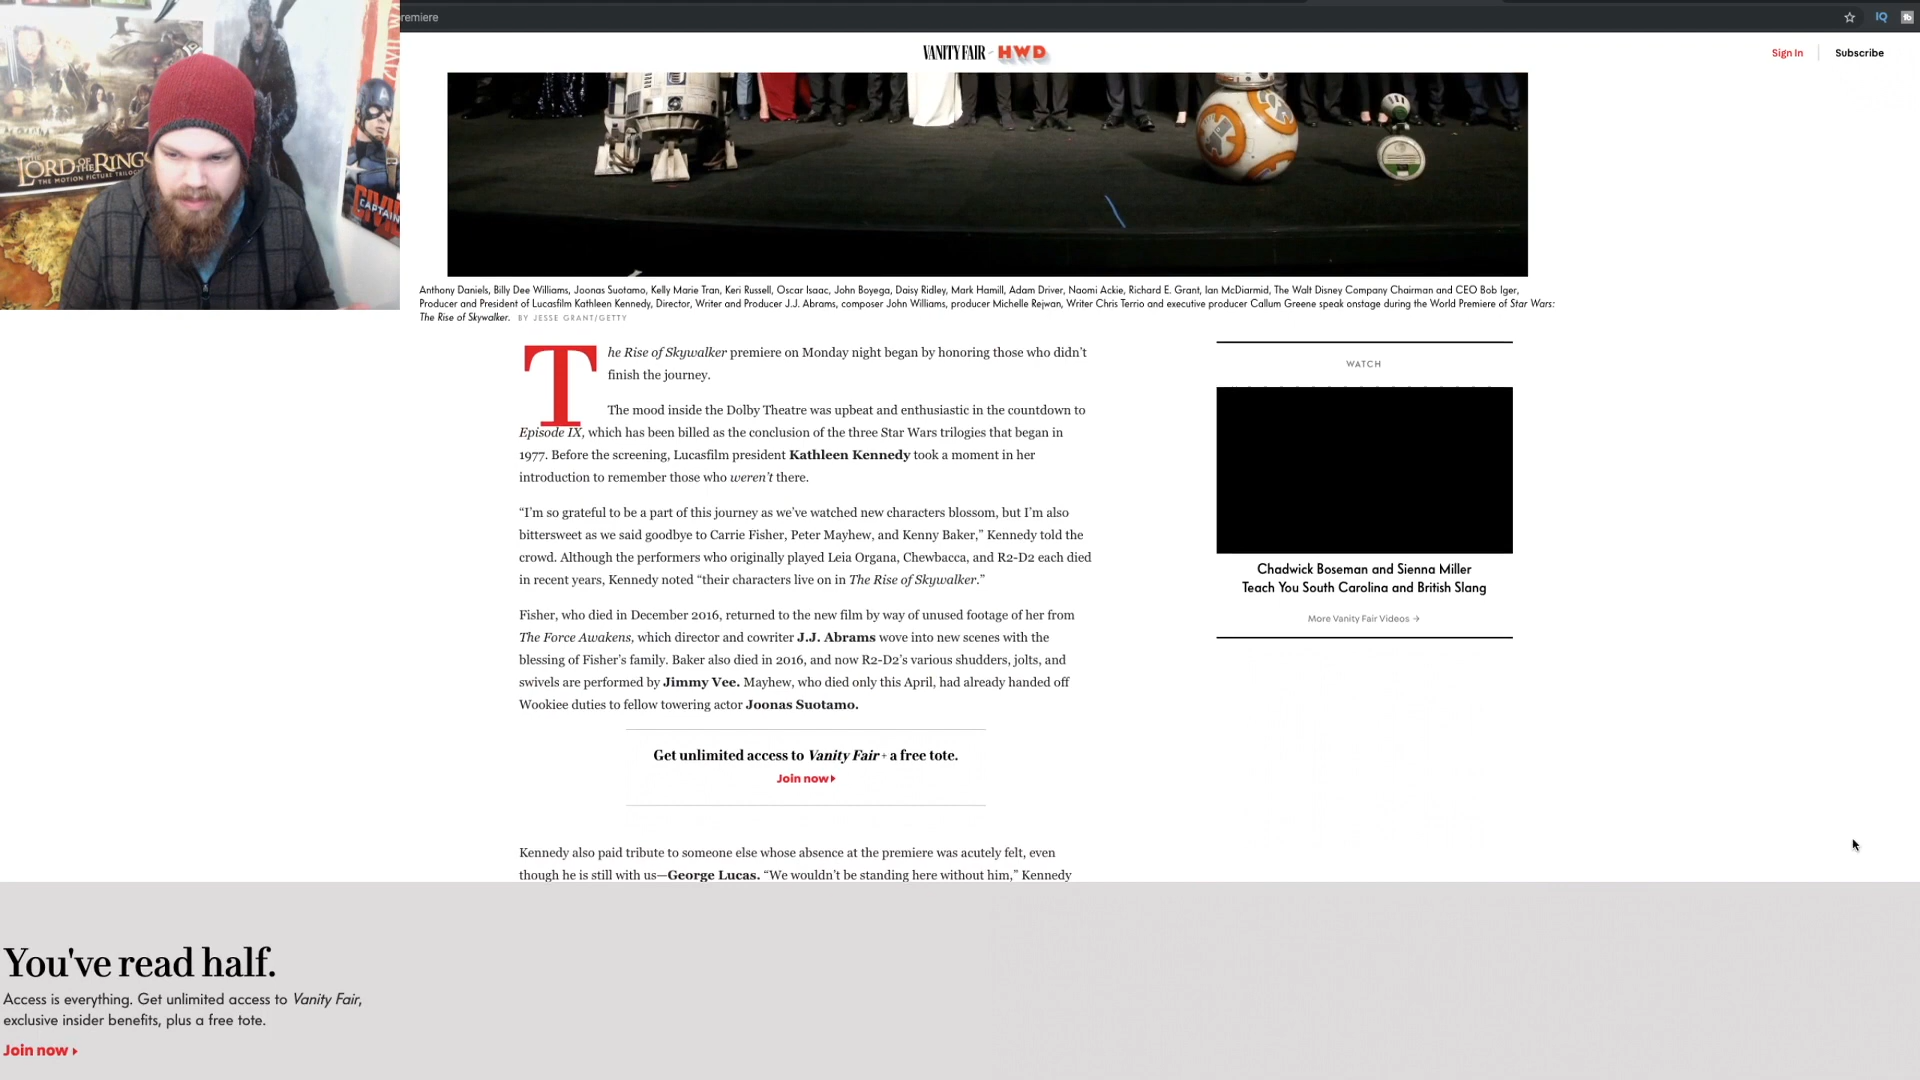 remiere
VANITY FAIR - HWD
Sign In
Subscribe
THE
LORD OF THE RINGS
THE MOTION PICTURE TRILOGY
CIVIL WAR
CAPTAIN
CIVI
Anthony Daniels, Billy Dee Williams, Joonas Suotamo, Kelly Marie Tran, Keri Russell, Oscar Isaac, John Boyega, Daisy Ridley, Mark Hamill, Adam Driver, Naomi Ackie, Richard E. Grant, Ian McDiarmid, The Walt Disney Company Chairman and CEO Bob Iger,
Producer and President of Lucasfilm Kathleen Kennedy, Director, Writer and Producer J.J. Abrams, composer John Williams, producer Michelle Rejwan, Writer Chris Terrio and executive producer Callum Greene speak onstage during the World Premiere of Star Wars:
The Rise of Skywalker. BY JESSE GRANT/GETTY
The Rise of Skywalker premiere on Monday night began by honoring those who didn't
finish the journey.
The mood inside the Dolby Theatre was upbeat and enthusiastic in the countdown to
Episode IX, which has been billed as the conclusion of the three Star Wars trilogies that began in
1977. Before the screening, Lucasfilm president Kathleen Kennedy took a moment in her
introduction to remember those who weren't there.
“I'm so grateful to be a part of this journey as we've watched new characters blossom, but I'm also
bittersweet as we said goodbye to Carrie Fisher, Peter Mayhew, and Kenny Baker,” Kennedy told the
crowd. Although the performers who originally played Leia Organa, Chewbacca, and R2-D2 each died
in recent years, Kennedy noted “their characters live on in The Rise of Skywalker.”
Fisher, who died in December 2016, returned to the new film by way of unused footage of her from
The Force Awakens, which director and cowriter J.J. Abrams wove into new scenes with the
blessing of Fisher's family. Baker also died in 2016, and now R2-D2's various shudders, jolts, and
swivels are performed by Jimmy Vee. Mayhew, who died only this April, had already handed off
Wookiee duties to fellow towering actor Joonas Suotamo.
Get unlimited access to Vanity Fair + a free tote.
Join now
Kennedy also paid tribute to someone else whose absence at the premiere was acutely felt, even
though he is still with us—George Lucas. “We wouldn't be standing here without him,” Kennedy
WATCH
Chadwick Boseman and Sienna Miller
Teach You South Carolina and British Slang
More Vanity Fair Videos →
You've read half.
Access is everything. Get unlimited access to Vanity Fair,
exclusive insider benefits, plus a free tote.
Join now